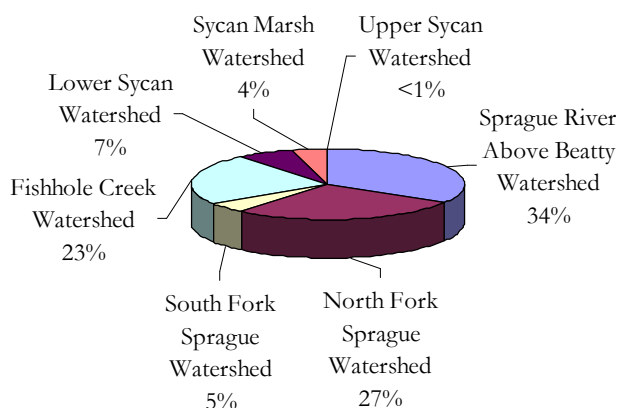 Sycan Marsh
Watershed
4%
Upper Sycan
Watershed
<1%
Lower Sycan
Watershed
7%
Sprague River
Above Beatty
Watershed
34%
Fishhole Creek
Watershed
23%
South Fork
Sprague
Watershed
5%
North Fork
Sprague
Watershed
27%